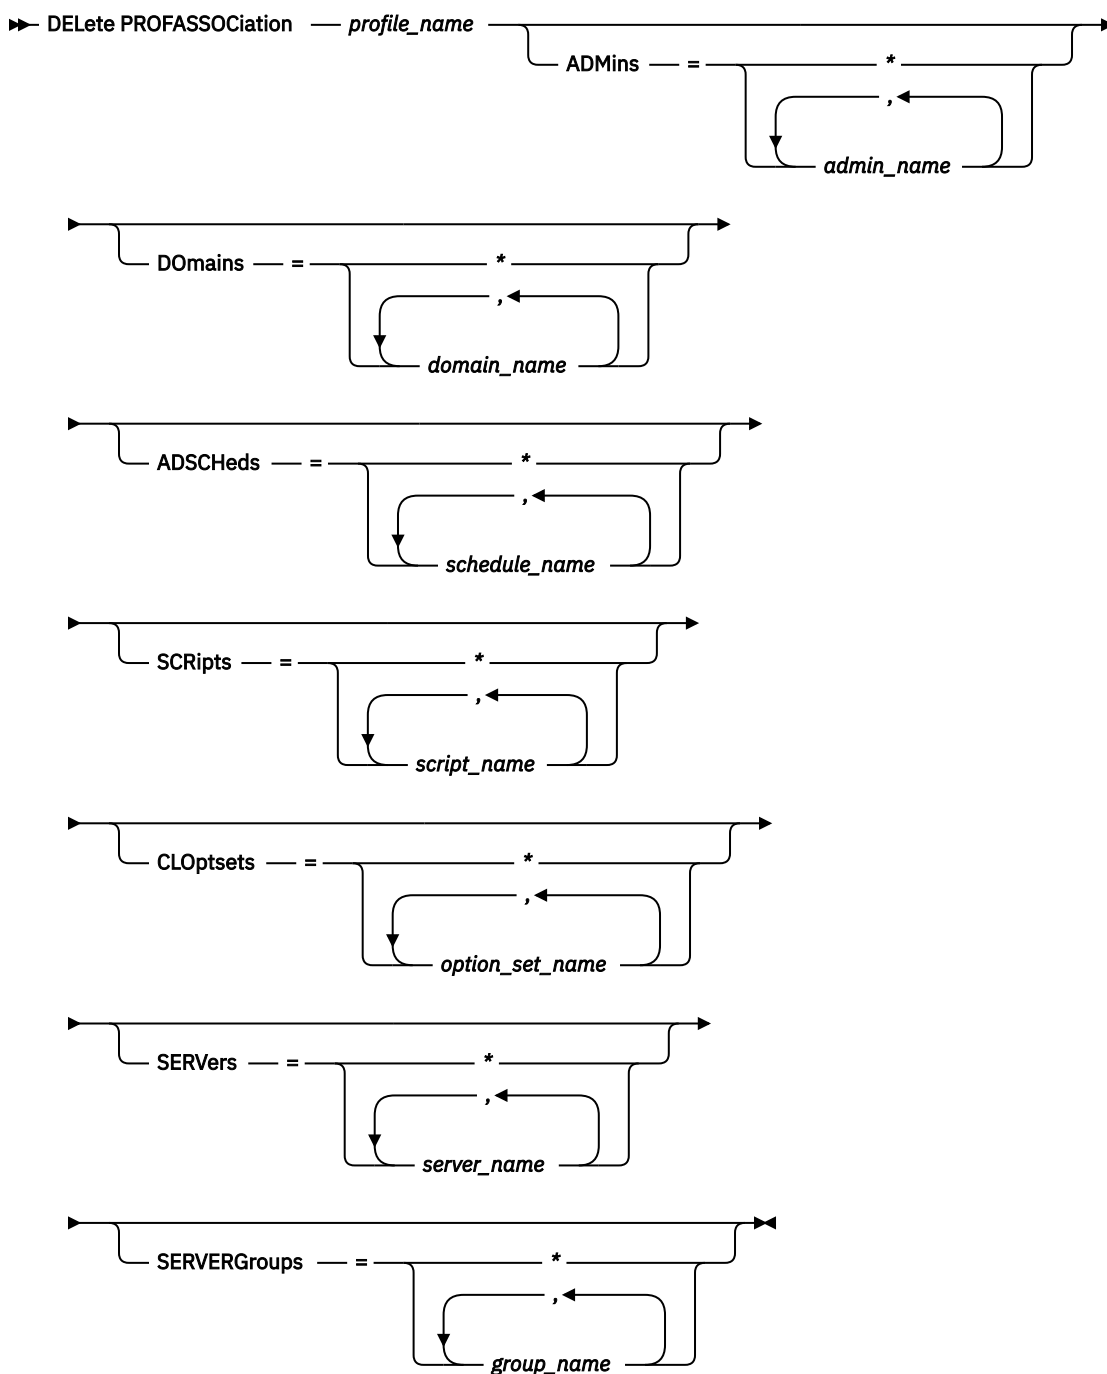 DELete PROFASSOCiation profile_name
ADMins = *
,
admin_name
DOmains = *
,
domain_name
ADSCHeds = *
,
schedule_name
SCRipts = *
,
script_name
CLOptsets = *
,
option_set_name
SERVers = *
,
server_name
SERVERGroups = *
,
group_name